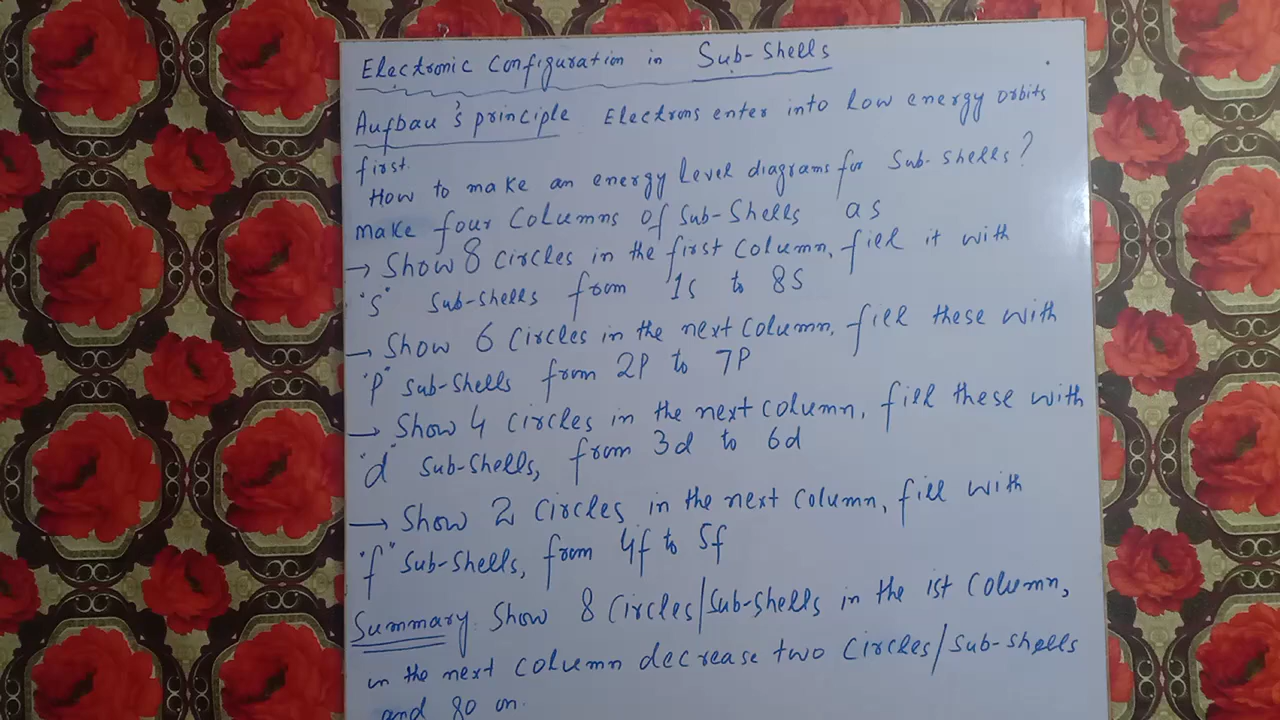 Electronic Configuration in Sub-Shells
Aufbau's principle Electrons enter into low energy orbits
first.
How to make an energy level diagrams for Sub-shells?
make four columns of sub-shells as
→ Show 8 circles in the first column, fill it with
"s" sub-shells from 1s to 8s
→ Show 6 circles in the next column, fill these with
"p" sub-shells from 2p to 7p
→ Show 4 circles in the next column, fill these with
"d" sub-shells, from 3d to 6d
→ Show 2 circles in the next column, fill with
"f" sub-shells, from 4f to 5f
Summary: Show 8 circles/sub-shells in the 1st column,
in the next column decrease two circles/sub-shells
and so on.